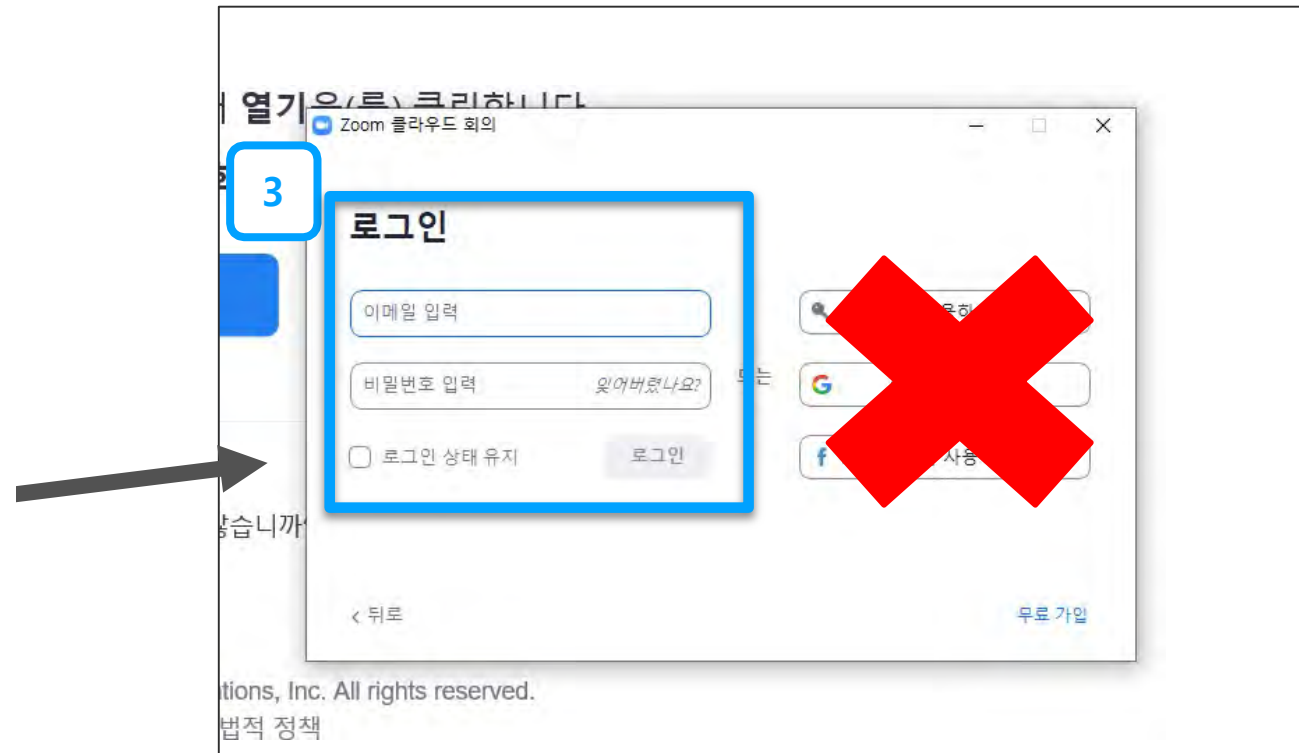 열기을(를) 클릭합니다
Zoom 클라우드 회의
3
로그인
이메일 입력
비밀번호 입력 잊어버렸나요?
로그인 상태 유지 로그인
또는
G
f 사용
않습니까
< 뒤로 무료 가입
Inc. All rights reserved.
법적 정책